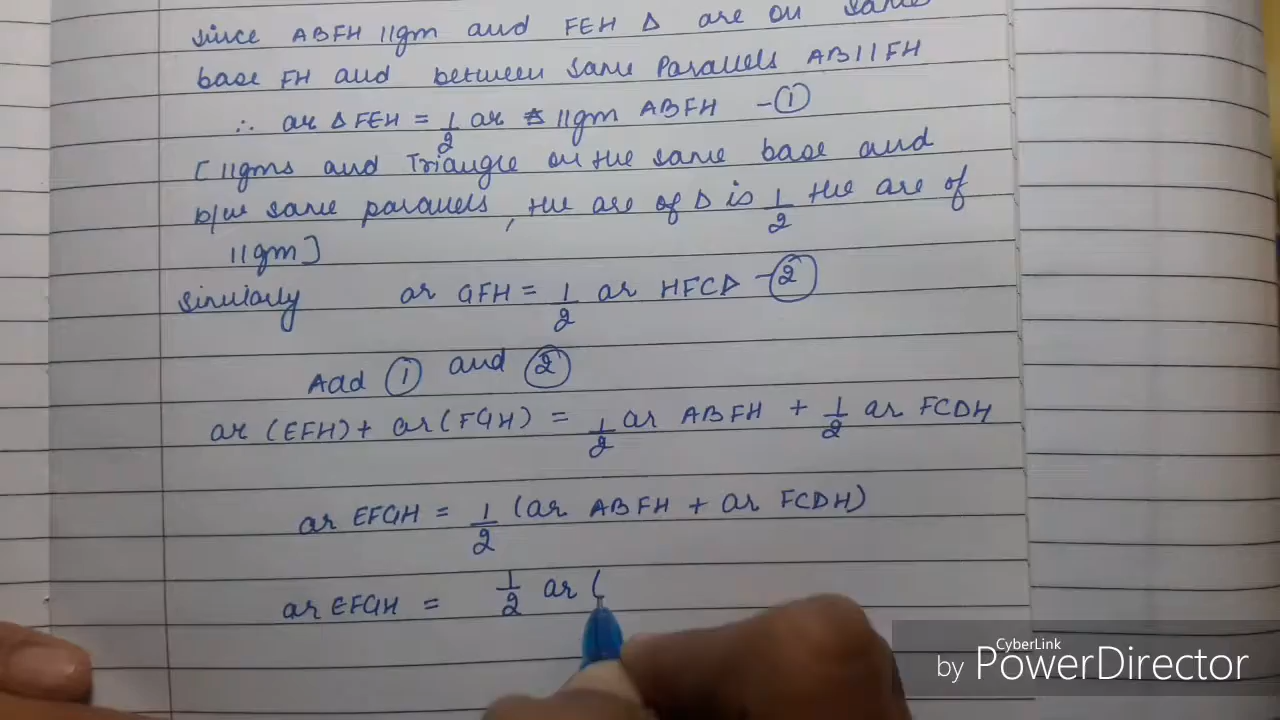 since ABFH ||gm and FEH Δ are on same
base FH and between same Parallels AB||FH
∴ ar Δ FEH = 1/2 ar ||gm ABFH - ①
[ ||gms and Triangle on the same base and
b/w same parallels, the are of Δ is 1/2 the are of
||gm ]
Similarly ar GFH = 1/2 ar HFCD - ②
Add ① and ②
ar (EFH) + ar (FGH) = 1/2 ar ABFH + 1/2 ar FCDH
ar EFGH = 1/2 (ar ABFH + ar FCDH)
ar EFGH = 1/2 ar (
CyberLink
by PowerDirector